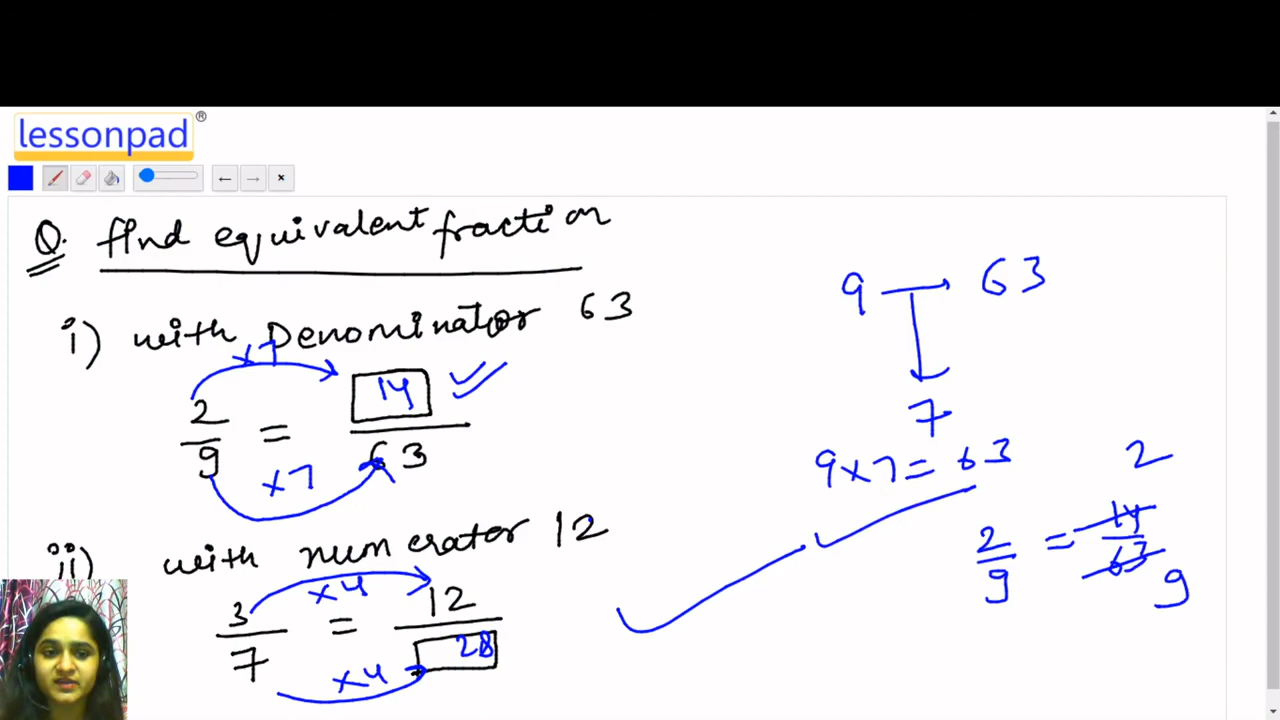 lessonpad®
Q. find equivalent fraction
i) with Denominator 63
×7
2/9 = 14/63
×7
ii) with numerator 12
×4
3/7 = 12/28
×4
9 → 63
7
9×7=63
2
2/9 = 14/63
9